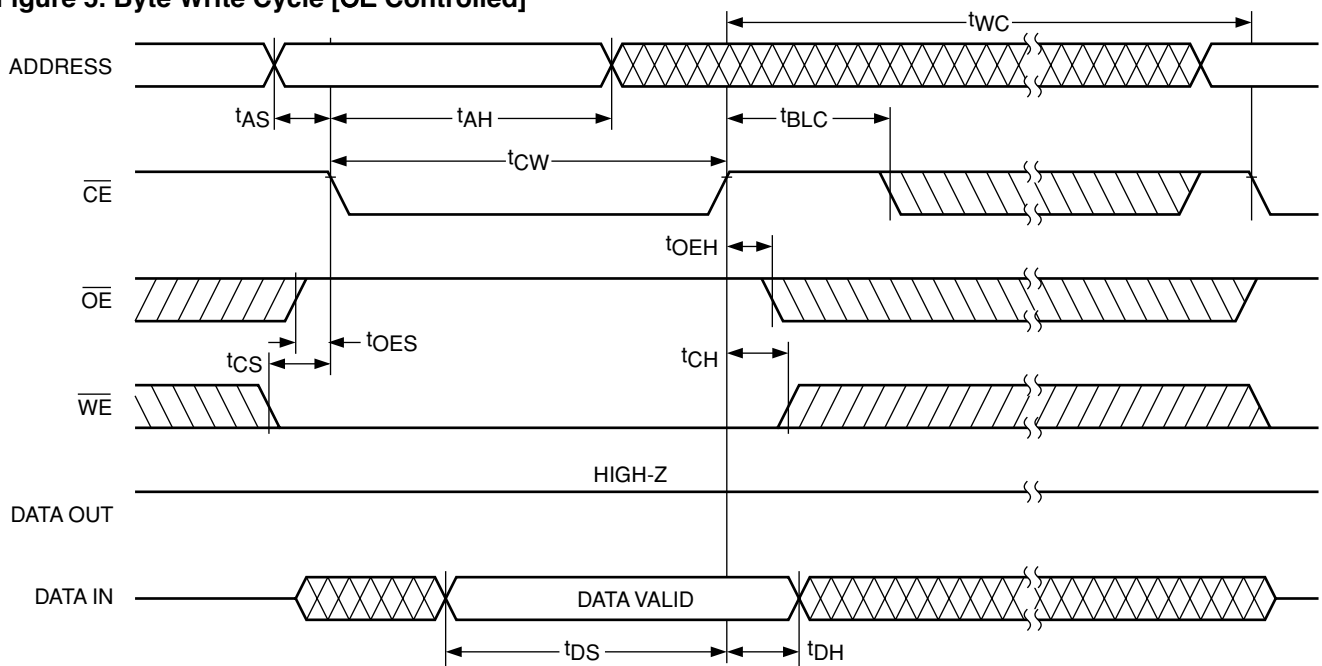 Figure 5. Byte Write Cycle [OE Controlled]
tWC
ADDRESS
tAS
tAH
tBLC
tCW
CE
tOEH
OE
tOES
tCS
tCH
WE
HIGH-Z
DATA OUT
DATA IN
DATA VALID
tDS
tDH